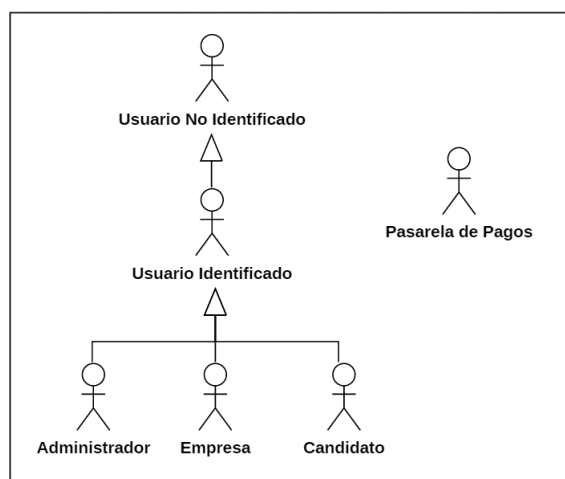 Usuario No Identificado
Pasarela de Pagos
Usuario Identificado
Administrador
Empresa
Candidato